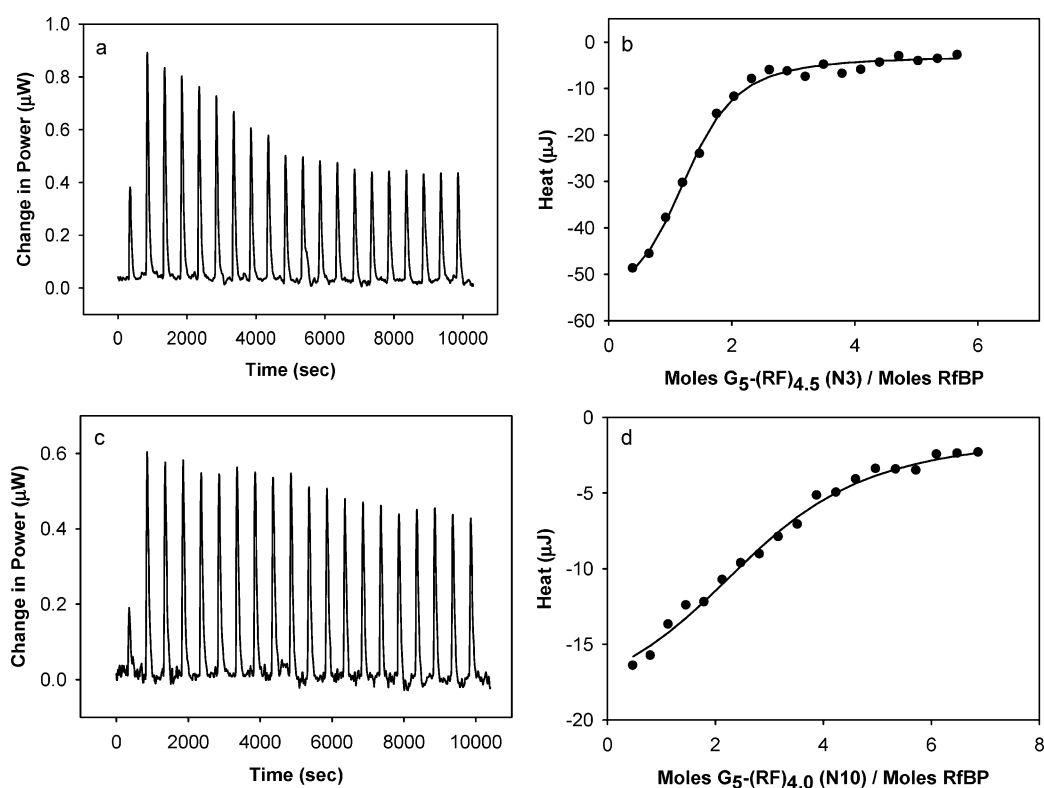 a
1.0
0.8
0.6
0.4
0.2
0.0
Change in Power (μW)
0 2000 4000 6000 8000 10000
Time (sec)
b
0
-10
-20
-30
-40
-50
-60
Heat (μJ)
0 2 4 6
Moles G5-(RF)4.5 (N3) / Moles RfBP
c
0.6
0.4
0.2
0.0
Change in Power (μW)
0 2000 4000 6000 8000 10000
Time (sec)
d
0
-5
-10
-15
-20
Heat (μJ)
0 2 4 6 8
Moles G5-(RF)4.0 (N10) / Moles RfBP